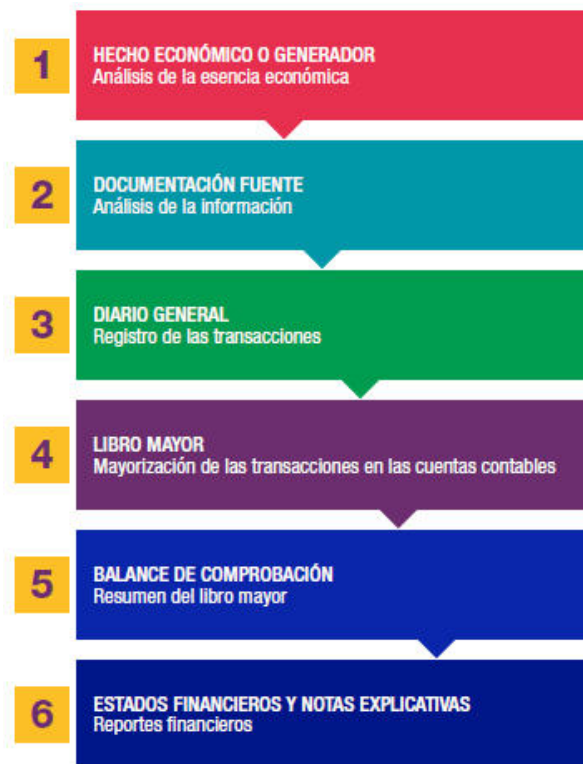 1
HECHO ECONÓMICO O GENERADOR
Análisis de la esencia económica
2
DOCUMENTACIÓN FUENTE
Análisis de la información
3
DIARIO GENERAL
Registro de las transacciones
4
LIBRO MAYOR
Mayorización de las transacciones en las cuentas contables
5
BALANCE DE COMPROBACIÓN
Resumen del libro mayor
6
ESTADOS FINANCIEROS Y NOTAS EXPLICATIVAS
Reportes financieros